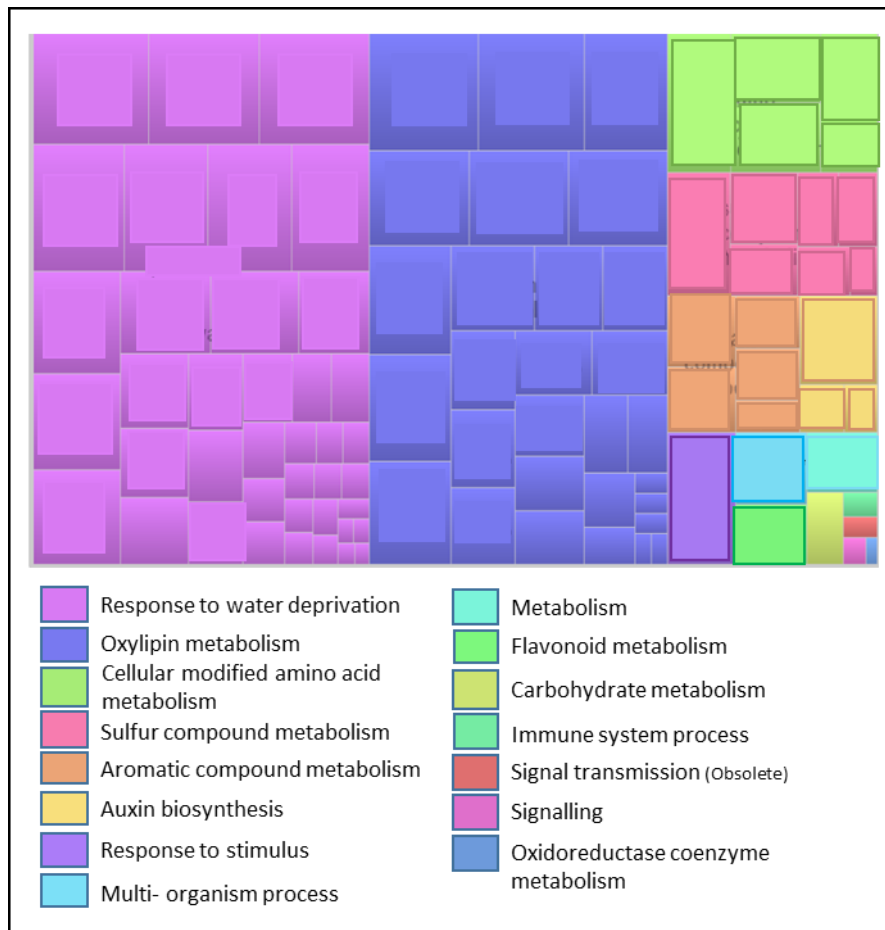 Response to water deprivation
Oxylipin metabolism
Cellular modified amino acid
metabolism
Sulfur compound metabolism
Aromatic compound metabolism
Auxin biosynthesis
Response to stimulus
Multi- organism process
Metabolism
Flavonoid metabolism
Carbohydrate metabolism
Immune system process
Signal transmission (Obsolete)
Signalling
Oxidoreductase coenzyme
metabolism